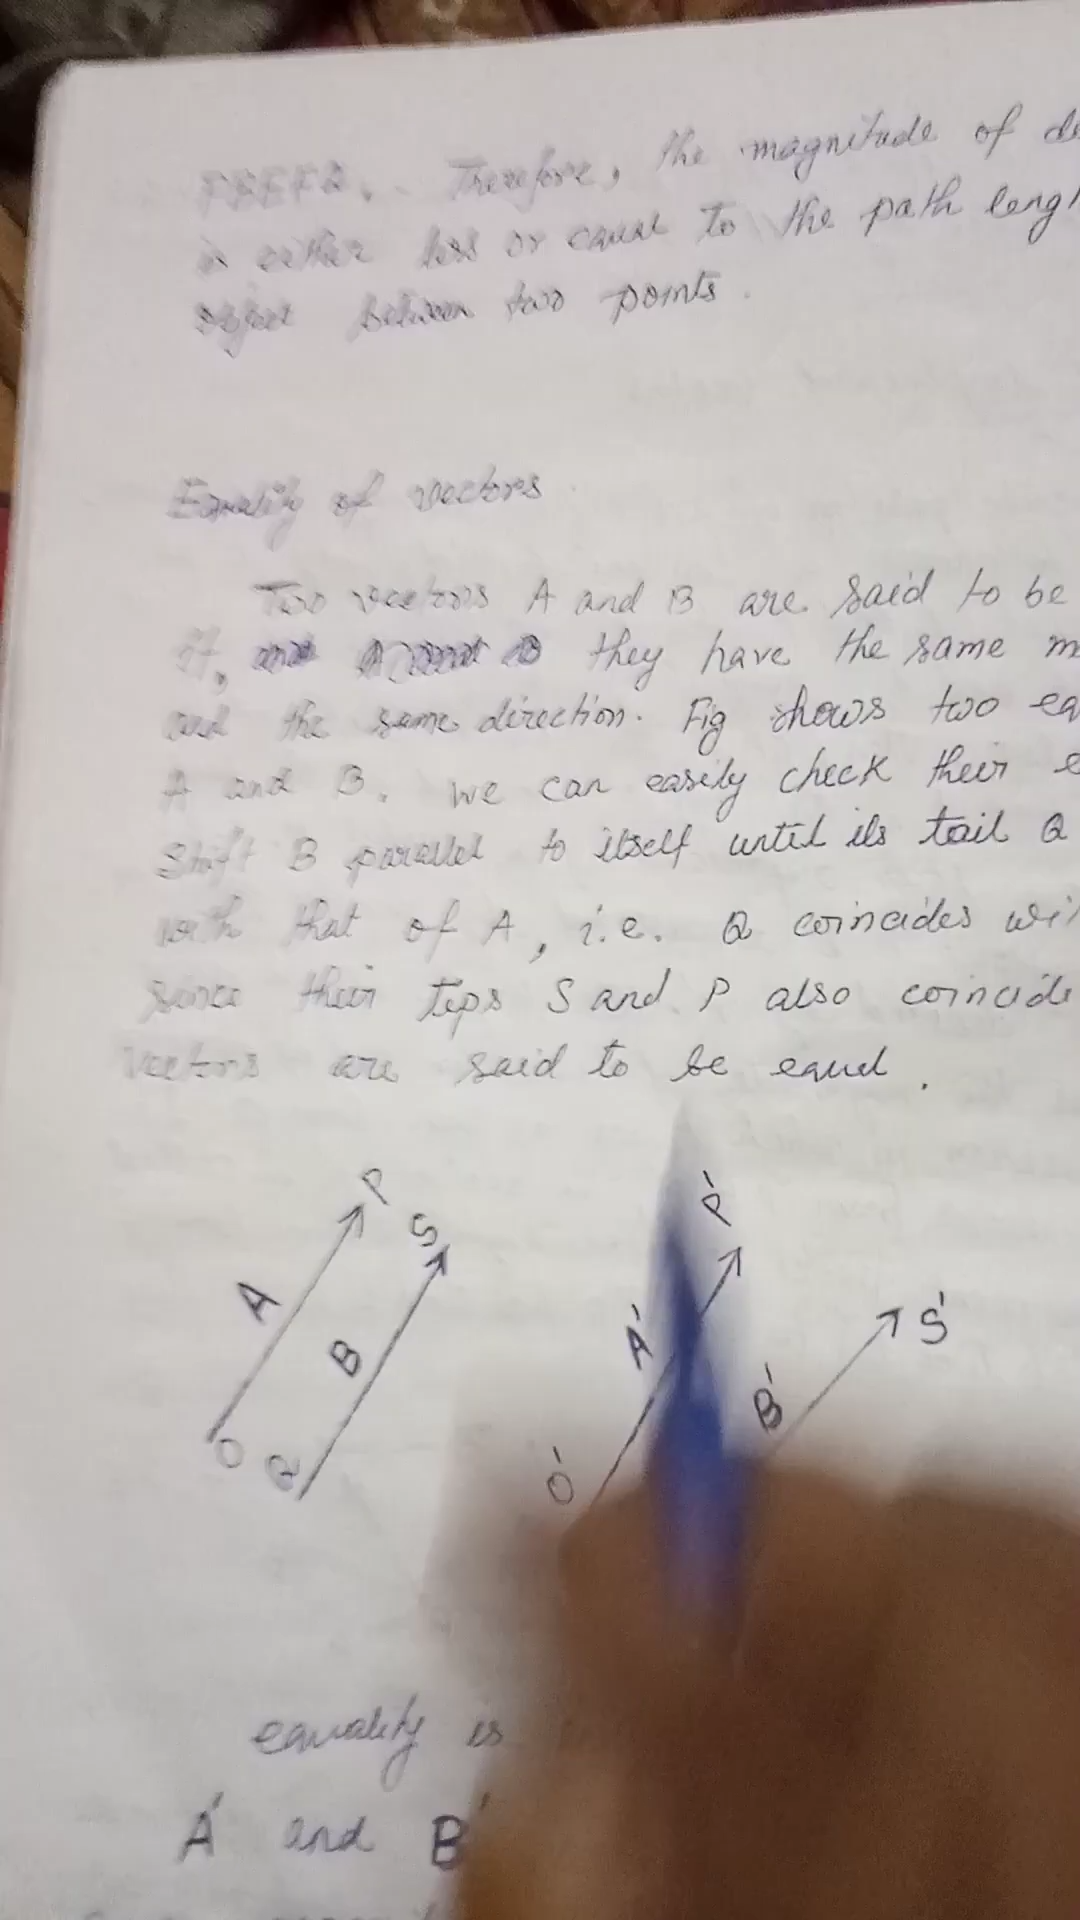 Therefore, the magnitude of
is either less or equal to the path
object between two points.
Equality of vectors
Two vectors A and B are said to be
if, they have the same
and the same direction. Fig shows two
A and B. we can easily check their
Shift B parallel to itself until its tail Q
with that of A, i.e. Q coincides
since their tips S and P also coincide
vectors are said to be equal.
P
S
A
B
O
Q
P'
S'
A'
B'
O'
equality is
A' and B'